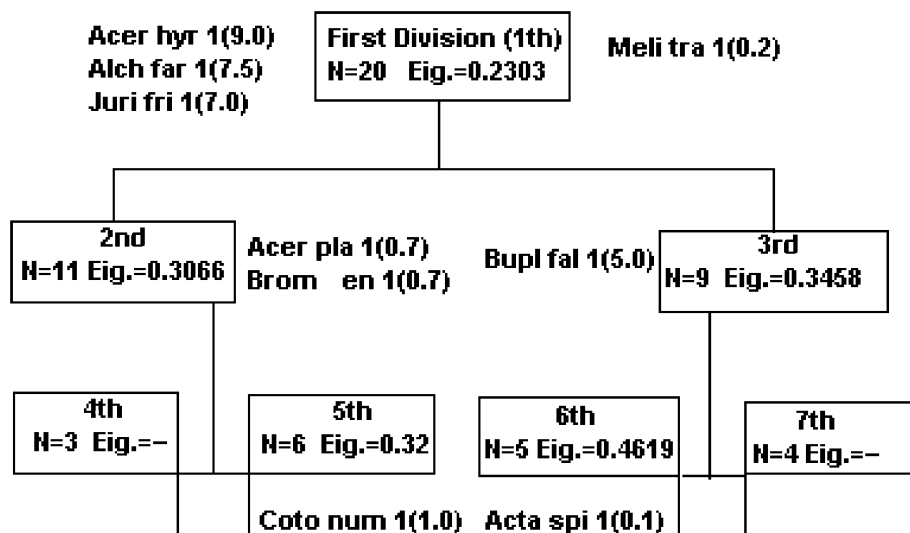 Acer hyr 1(9.0)
Alch far 1(7.5)
Juri fri 1(7.0)
First Division (1th)
N=20 Eig.=0.2303
Meli tra 1(0.2)
2nd
N=11 Eig.=0.3066
Acer pla 1(0.7)
Brom en 1(0.7)
Bupl fal 1(5.0)
3rd
N=9 Eig.=0.3458
4th
N=3 Eig.=–
5th
N=6 Eig.=0.32
6th
N=5 Eig.=0.4619
7th
N=4 Eig.=–
Coto num 1(1.0)
Acta spi 1(0.1)